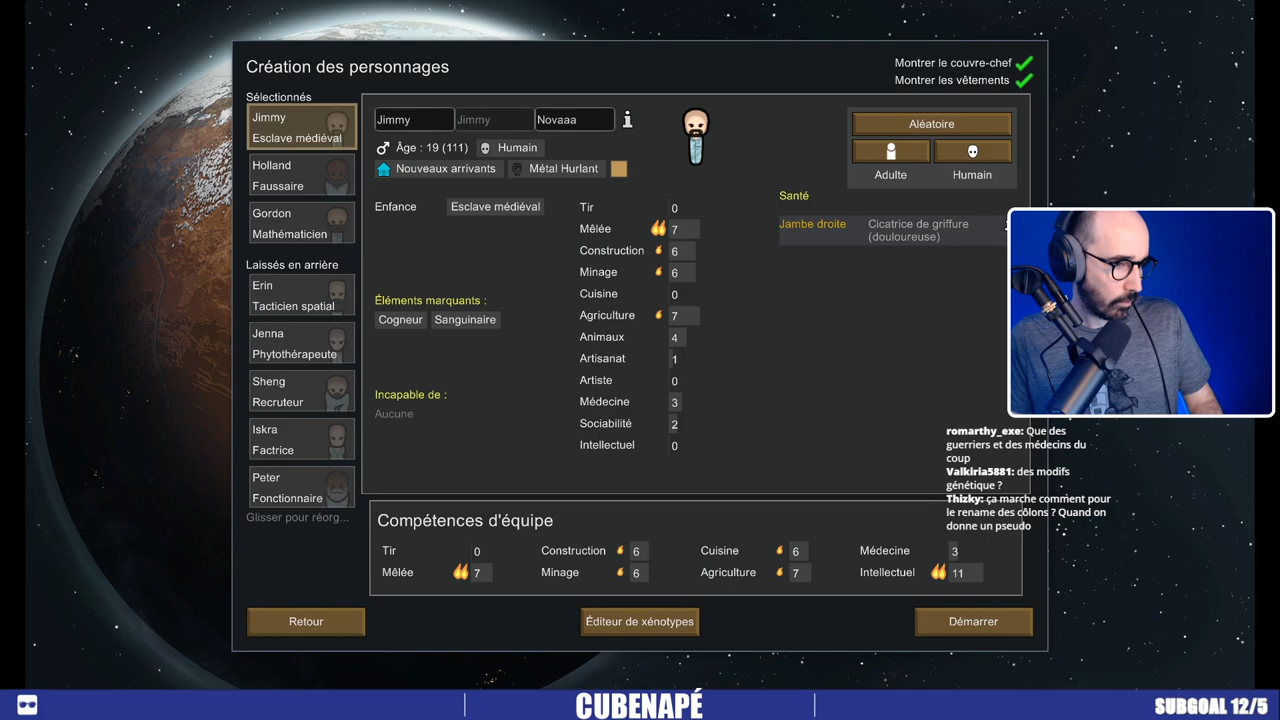 Création des personnages
Montrer le couvre-chef
Montrer les vêtements
Sélectionnés
Jimmy
Esclave médiéval
Holland
Faussaire
Gordon
Mathématicien
Laissés en arrière
Erin
Tacticien spatial
Jenna
Phytothérapeute
Sheng
Recruteur
Iskra
Factrice
Peter
Fonctionnaire
Glisser pour réorg...
Jimmy Jimmy Novaaa
Âge : 19 (111) Humain
Nouveaux arrivants Métal Hurlant
Aléatoire
Adulte Humain
Enfance Esclave médiéval
Éléments marquants :
Cogneur Sanguinaire
Incapable de :
Aucune
Tir 0
Mêlée 7
Construction 6
Minage 6
Cuisine 0
Agriculture 7
Animaux 4
Artisanat 1
Artiste 0
Médecine 3
Sociabilité 2
Intellectuel 0
Santé
Jambe droite Cicatrice de griffure
(douloureuse)
romarthy_exe: Que des
guerriers et des médecins du
coup
Valkiria5881: des modifs
génétique ?
Thizky: ça marche comment pour
le rename des côlons ? Quand on
donne un pseudo
Compétences d'équipe
Tir 0 Construction 6 Cuisine 6 Médecine 3
Mêlée 7 Minage 6 Agriculture 7 Intellectuel 11
Retour Éditeur de xénotypes Démarrer
CUBENAPÉ
SUBGOAL 12/5